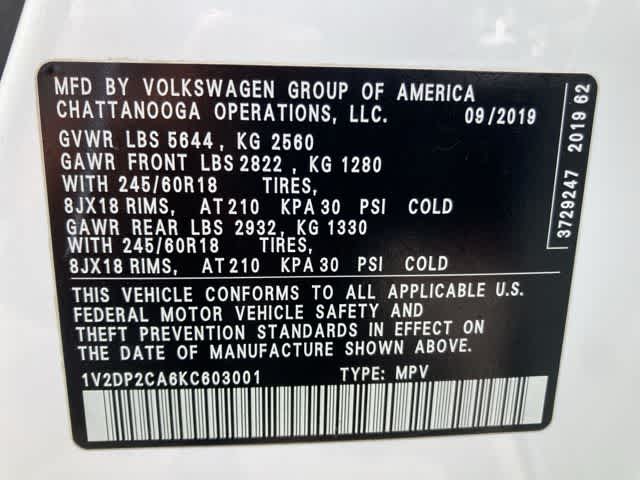 MFD BY VOLKSWAGEN GROUP OF AMERICA
CHATTANOOGA OPERATIONS, LLC. 09/2019
GVWR LBS 5644 , KG 2560
GAWR FRONT LBS 2822 , KG 1280
WITH 245/60R18 TIRES,
8JX18 RIMS, AT 210 KPA 30 PSI COLD
GAWR REAR LBS 2932, KG 1330
WITH 245/60R18 TIRES,
8JX18 RIMS, AT 210 KPA 30 PSI COLD
THIS VEHICLE CONFORMS TO ALL APPLICABLE U.S.
FEDERAL MOTOR VEHICLE SAFETY AND
THEFT PREVENTION STANDARDS IN EFFECT ON
THE DATE OF MANUFACTURE SHOWN ABOVE.
1V2DP2CA6KC603001 TYPE: MPV
3729247 2019 62